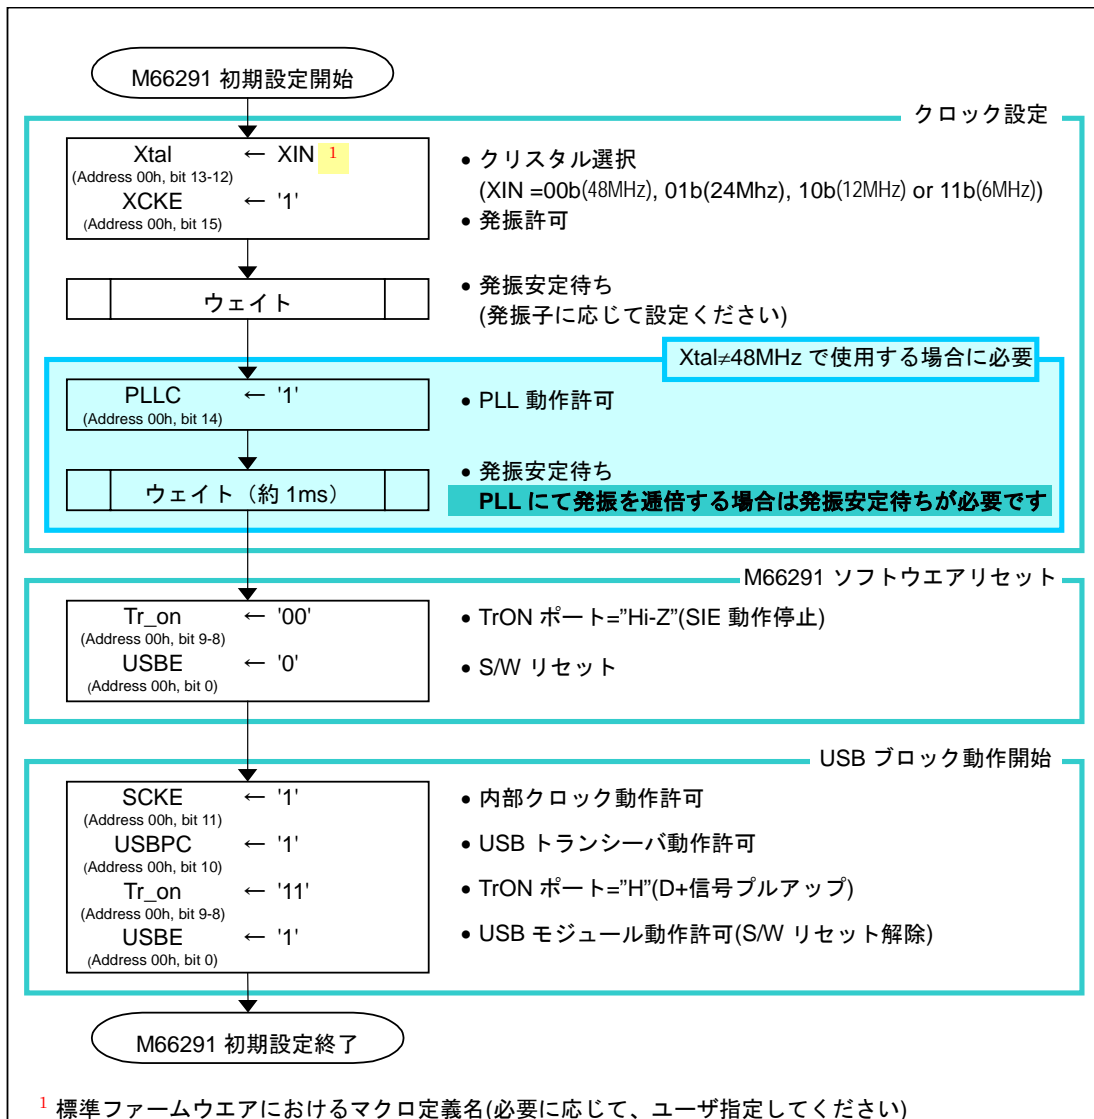 M66291 初期設定開始
クロック設定
Xtal ← XIN 1
(Address 00h, bit 13-12)
XCKE ← '1'
(Address 00h, bit 15)
• クリスタル選択
(XIN =00b(48MHz), 01b(24Mhz), 10b(12MHz) or 11b(6MHz))
• 発振許可
ウェイト
• 発振安定待ち
(発振子に応じて設定ください)
Xtal≠48MHz で使用する場合に必要
PLLC ← '1'
(Address 00h, bit 14)
• PLL 動作許可
ウェイト（約 1ms）
• 発振安定待ち
PLL にて発振を逓倍する場合は発振安定待ちが必要です
M66291 ソフトウエアリセット
Tr_on ← '00'
(Address 00h, bit 9-8)
USBE ← '0'
(Address 00h, bit 0)
• TrON ポート=”Hi-Z”(SIE 動作停止)
• S/W リセット
USB ブロック動作開始
SCKE ← '1'
(Address 00h, bit 11)
USBPC ← '1'
(Address 00h, bit 10)
Tr_on ← '11'
(Address 00h, bit 9-8)
USBE ← '1'
(Address 00h, bit 0)
• 内部クロック動作許可
• USB トランシーバ動作許可
• TrON ポート=”H”(D+信号プルアップ)
• USB モジュール動作許可(S/W リセット解除)
M66291 初期設定終了
1 標準ファームウエアにおけるマクロ定義名(必要に応じて、ユーザ指定してください)